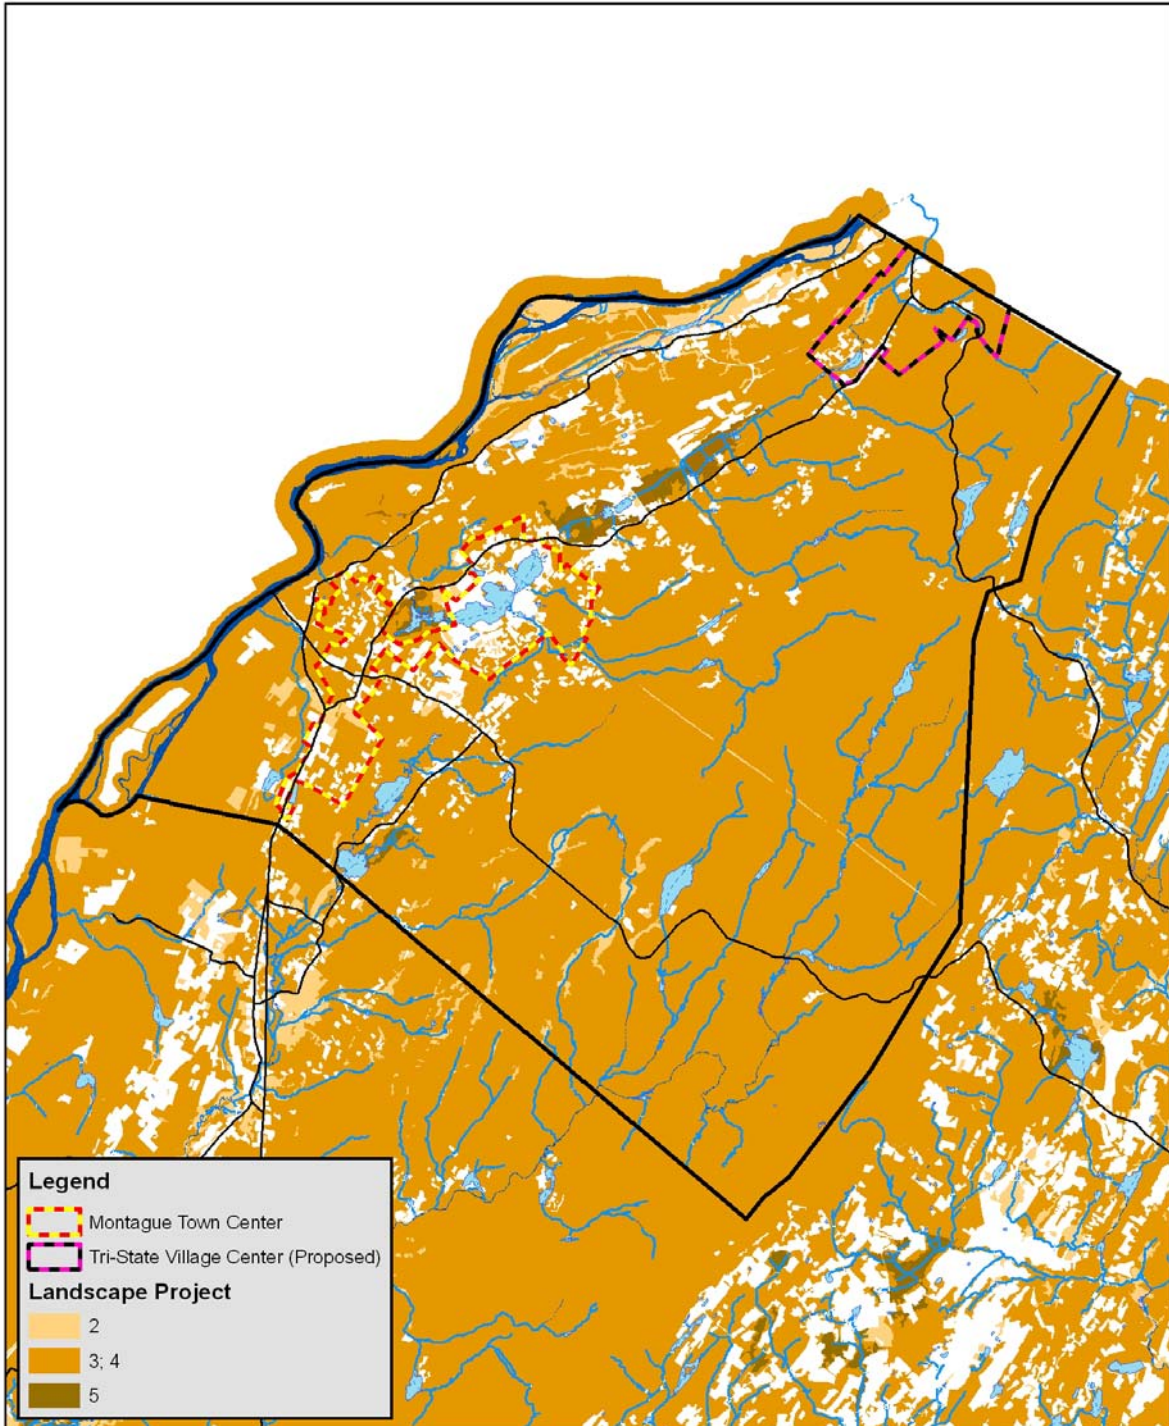 Legend
Montague Town Center
Tri-State Village Center (Proposed)
Landscape Project
2
3; 4
5